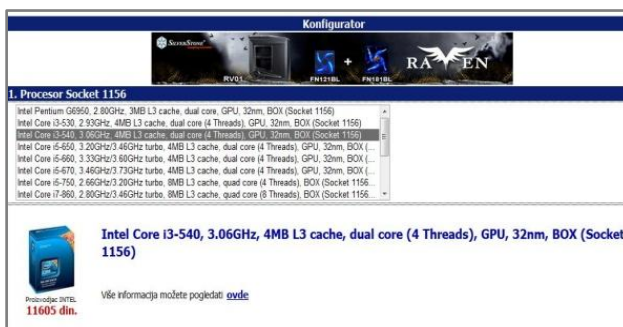 Konfigurator
SILVERSTONE
RV01
FN121BL
+
FN181BL
RAVEN
1. Procesor Socket 1156
Intel Pentium G6950, 2.80GHz, 3MB L3 cache, dual core, GPU, 32nm, BOX (Socket 1156)
Intel Core i3-530, 2.93GHz, 4MB L3 cache, dual core (4 Threads), GPU, 32nm, BOX (Socket 1156)
Intel Core i3-540, 3.06GHz, 4MB L3 cache, dual core (4 Threads), GPU, 32nm, BOX (Socket 1156)
Intel Core i5-650, 3.20GHz/3.46GHz turbo, 4MB L3 cache, dual core (4 Threads), GPU, 32nm, BOX (...
Intel Core i5-660, 3.33GHz/3.60GHz turbo, 4MB L3 cache, dual core (4 Threads), GPU, 32nm, BOX (...
Intel Core i5-670, 3.46GHz/3.73GHz turbo, 4MB L3 cache, dual core (4 Threads), GPU, 32nm, BOX (...
Intel Core i5-750, 2.66GHz/3.20GHz turbo, 8MB L3 cache, quad core (4 Threads), BOX (Socket 1156...
Intel Core i7-860, 2.80GHz/3.46GHz turbo, 8MB L3 cache, quad core (8 Threads), BOX (Socket 1156...
Intel Core i3-540, 3.06GHz, 4MB L3 cache, dual core (4 Threads), GPU, 32nm, BOX (Socket
1156)
Proizvodjac INTEL
11605 din.
Više informacija možete pogledati ovde